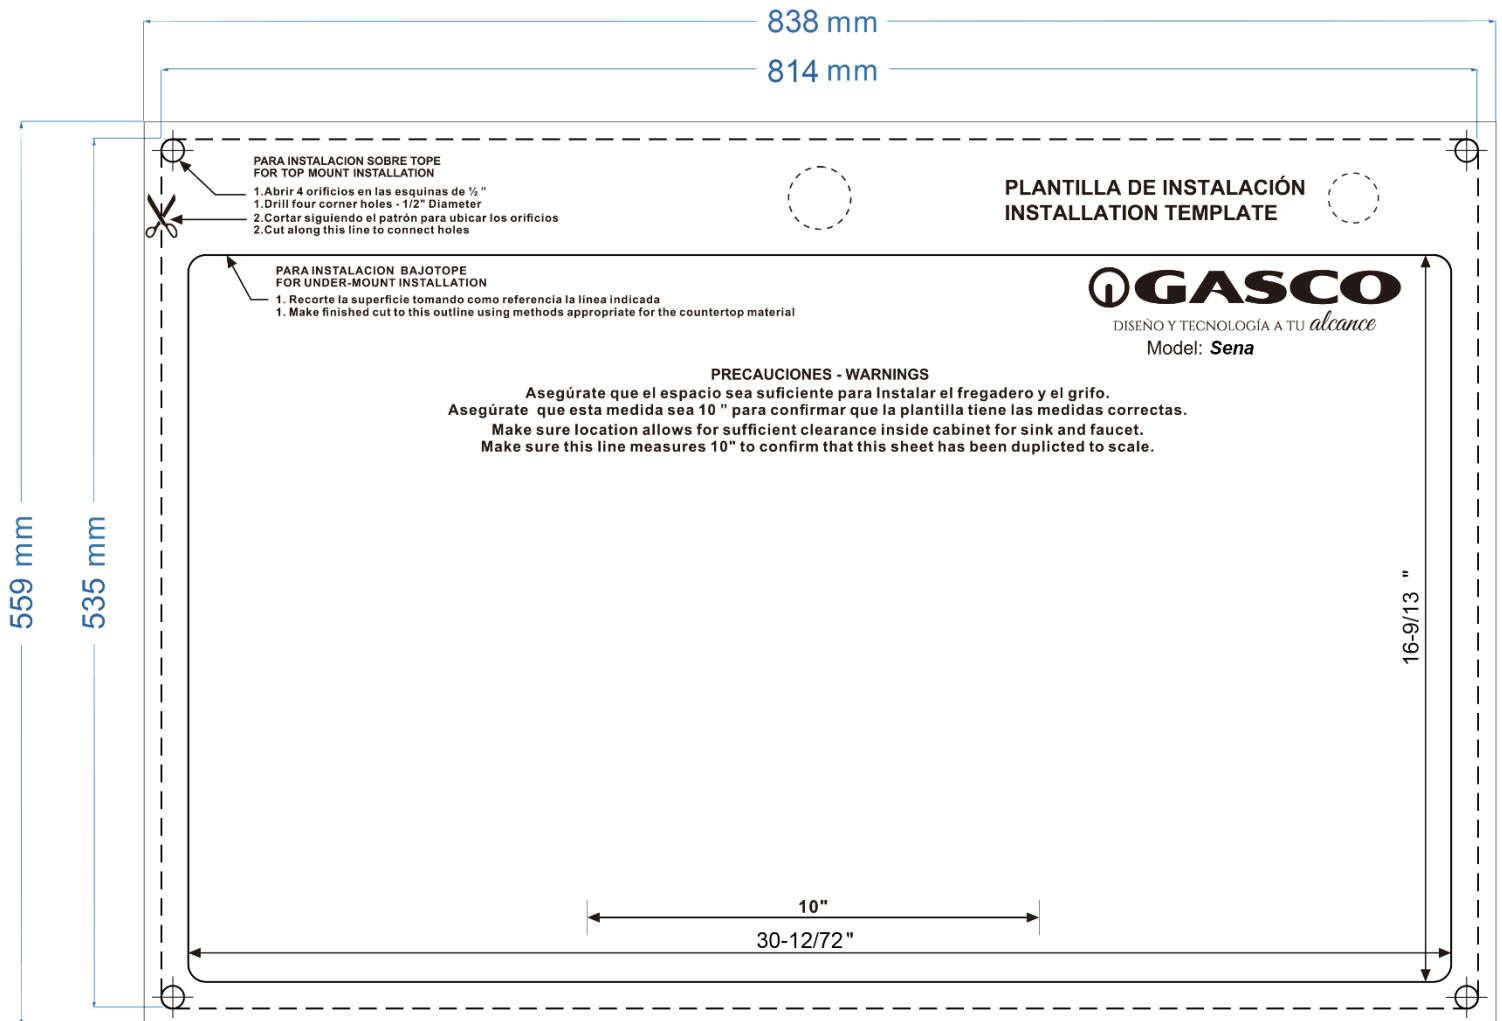 838 mm
814 mm
PARA INSTALACION SOBRE TOPE
FOR TOP MOUNT INSTALLATION
1.Abrir 4 orificios en las esquinas de ½ "
1.Drill four corner holes - 1/2" Diameter
2.Cortar siguiendo el patrón para ubicar los orificios
2.Cut along this line to connect holes
PLANTILLA DE INSTALACIÓN
INSTALLATION TEMPLATE
PARA INSTALACION BAJOTOPE
FOR UNDER-MOUNT INSTALLATION
1. Recorte la superficie tomando como referencia la línea indicada
1. Make finished cut to this outline using methods appropriate for the countertop material
GASCO
DISEÑO Y TECNOLOGÍA A TU alcance
Model: Sena
PRECAUCIONES - WARNINGS
Asegúrate que el espacio sea suficiente para Instalar el fregadero y el grifo.
Asegúrate que esta medida sea 10 ” para confirmar que la plantilla tiene las medidas correctas.
Make sure location allows for sufficient clearance inside cabinet for sink and faucet.
Make sure this line measures 10" to confirm that this sheet has been duplicted to scale.
559 mm
535 mm
16-9/13 "
10"
30-12/72"